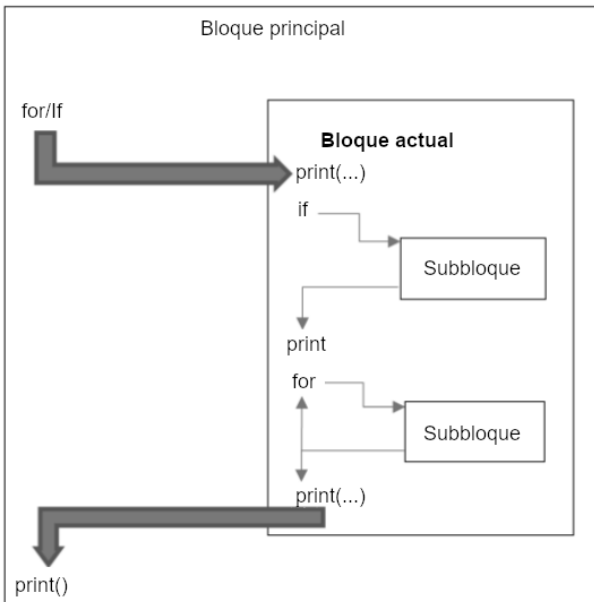 Bloque principal
for/If
Bloque actual
print(...)
if
Subbloque
print
for
Subbloque
print(...)
print()